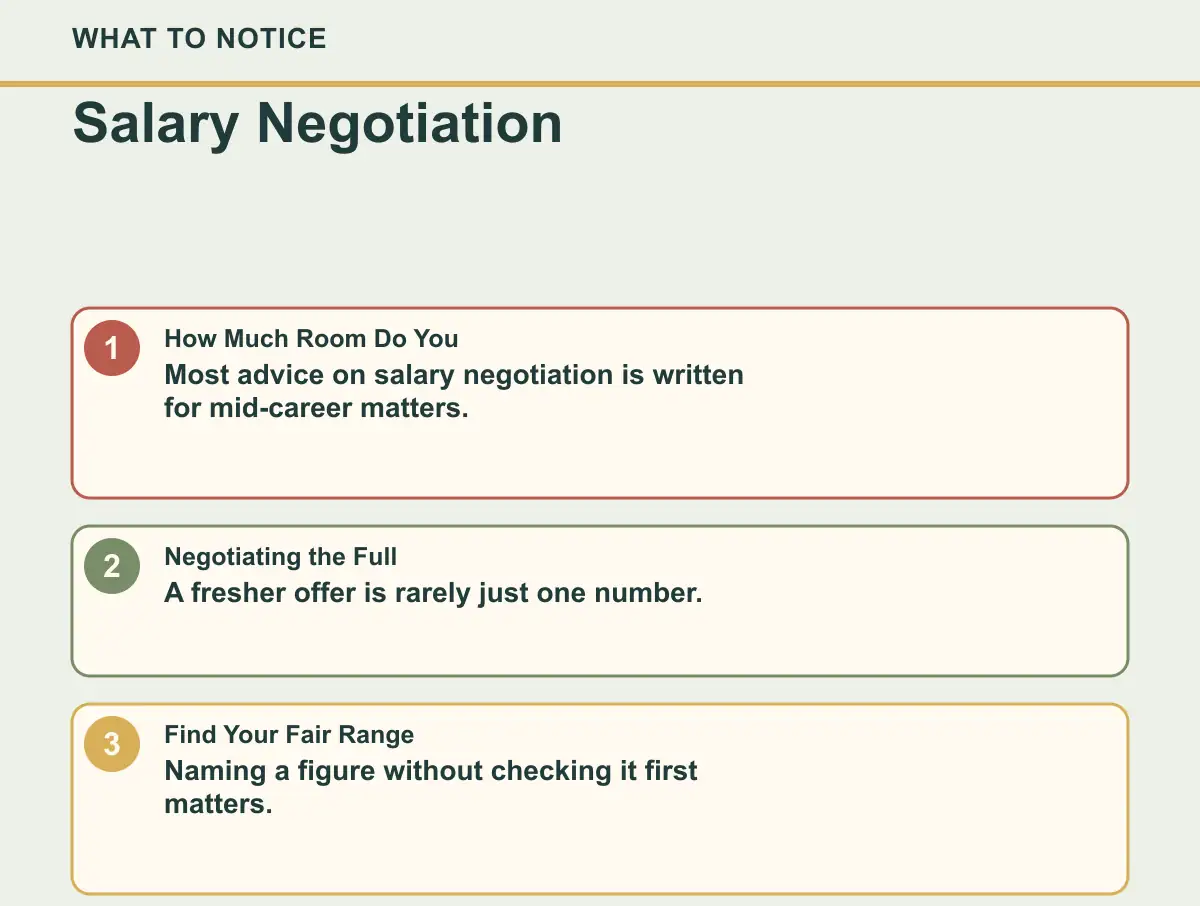 WHAT TO NOTICE
Salary Negotiation
1
How Much Room Do You
Most advice on salary negotiation is written
for mid-career matters.
2
Negotiating the Full
A fresher offer is rarely just one number.
3
Find Your Fair Range
Naming a figure without checking it first
matters.